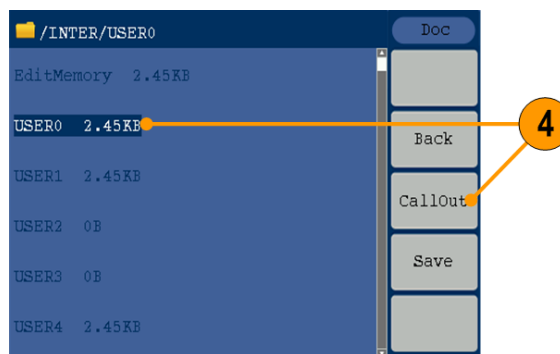 /INTER/USER0
Doc
EditMemory 2.45KB
USER0 2.45KB
4
Back
USER1 2.45KB
CallOut
USER2 0B
Save
USER3 0B
USER4 2.45KB